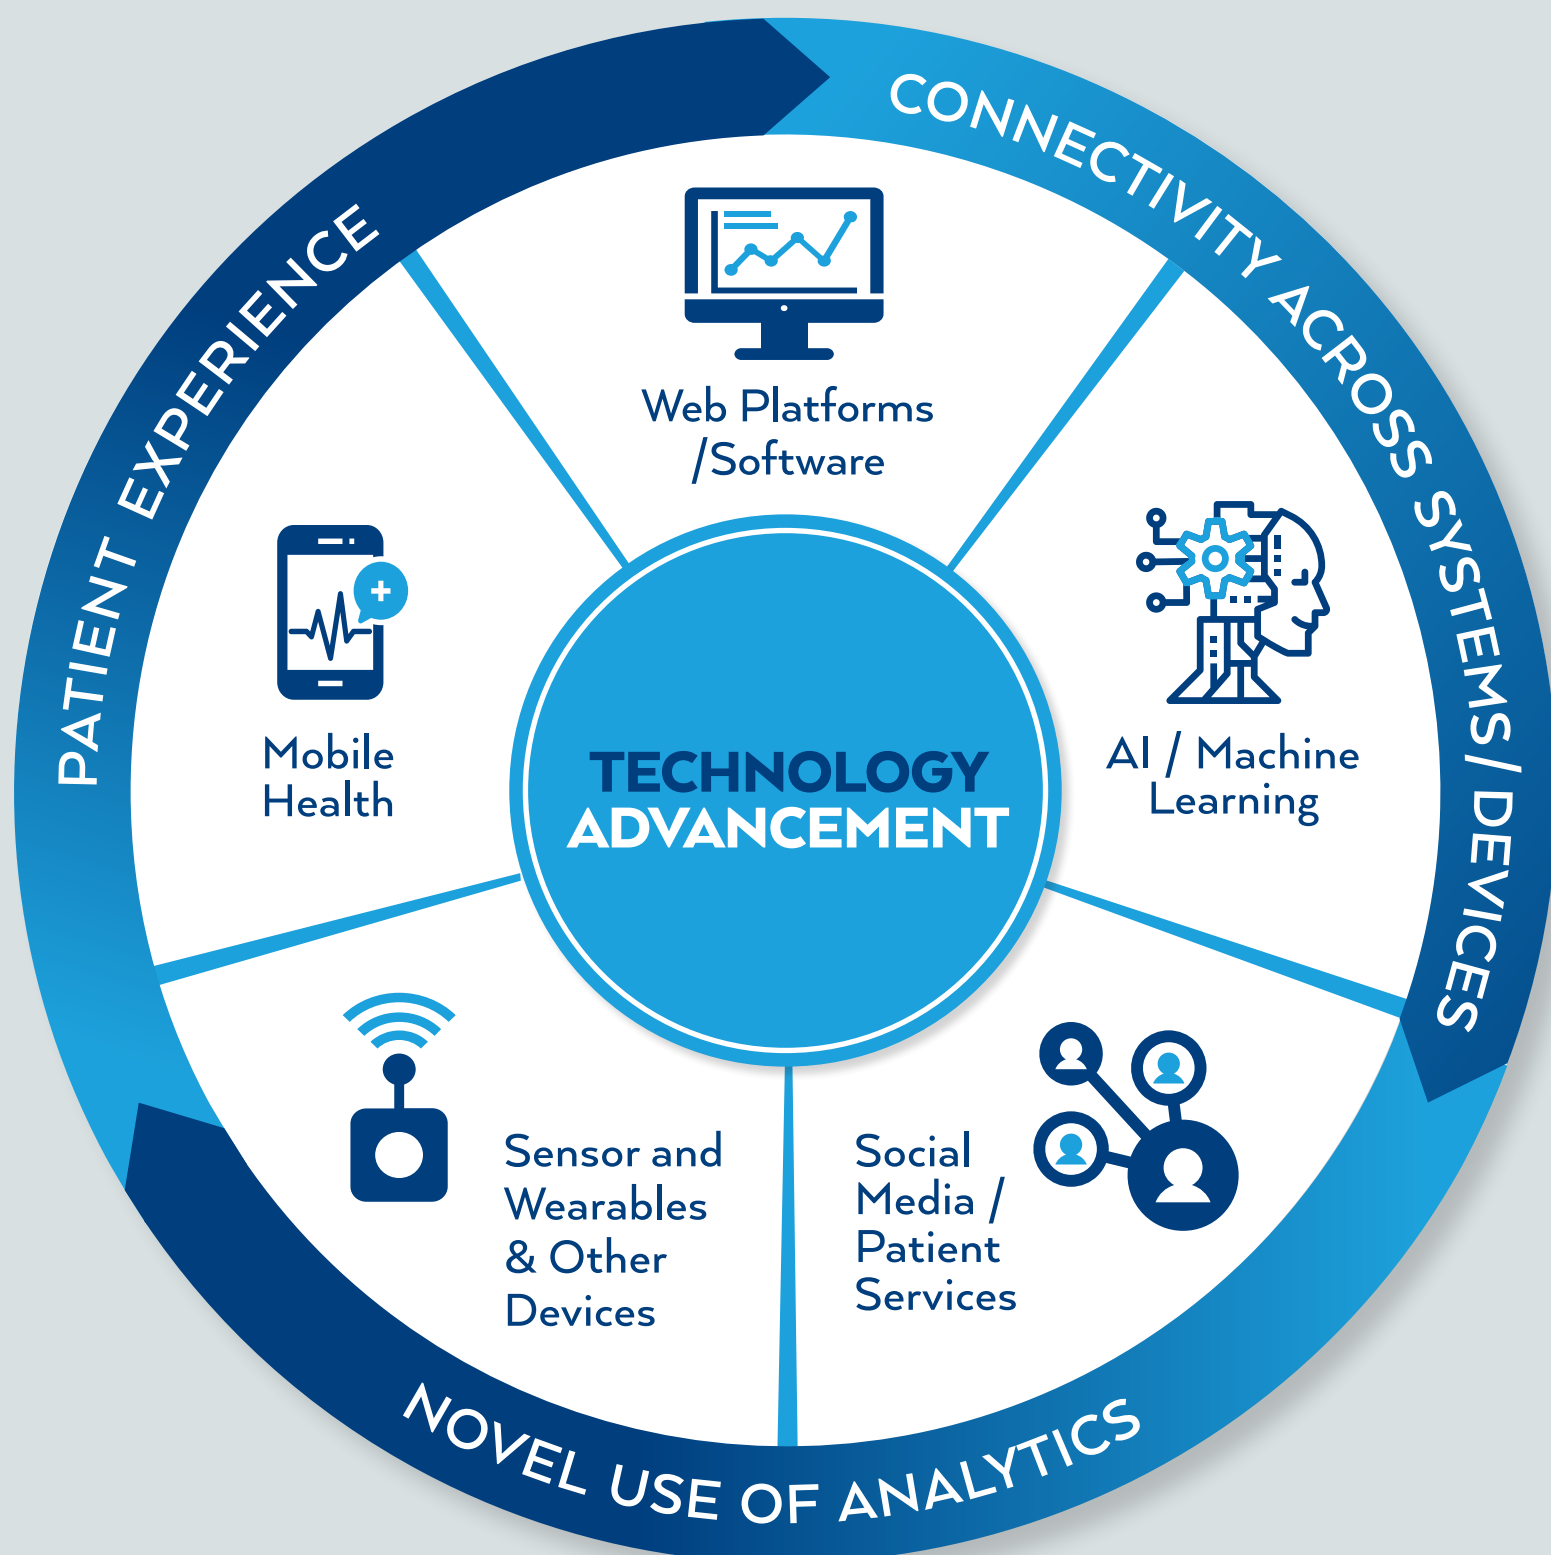 PATIENT EXPERIENCE
CONNECTIVITY ACROSS SYSTEMS/DEVICES
NOVEL USE OF ANALYTICS
Web Platforms
/Software
AI / Machine
Learning
Social
Media /
Patient
Services
Sensor and
Wearables
& Other
Devices
Mobile
Health
TECHNOLOGY
ADVANCEMENT